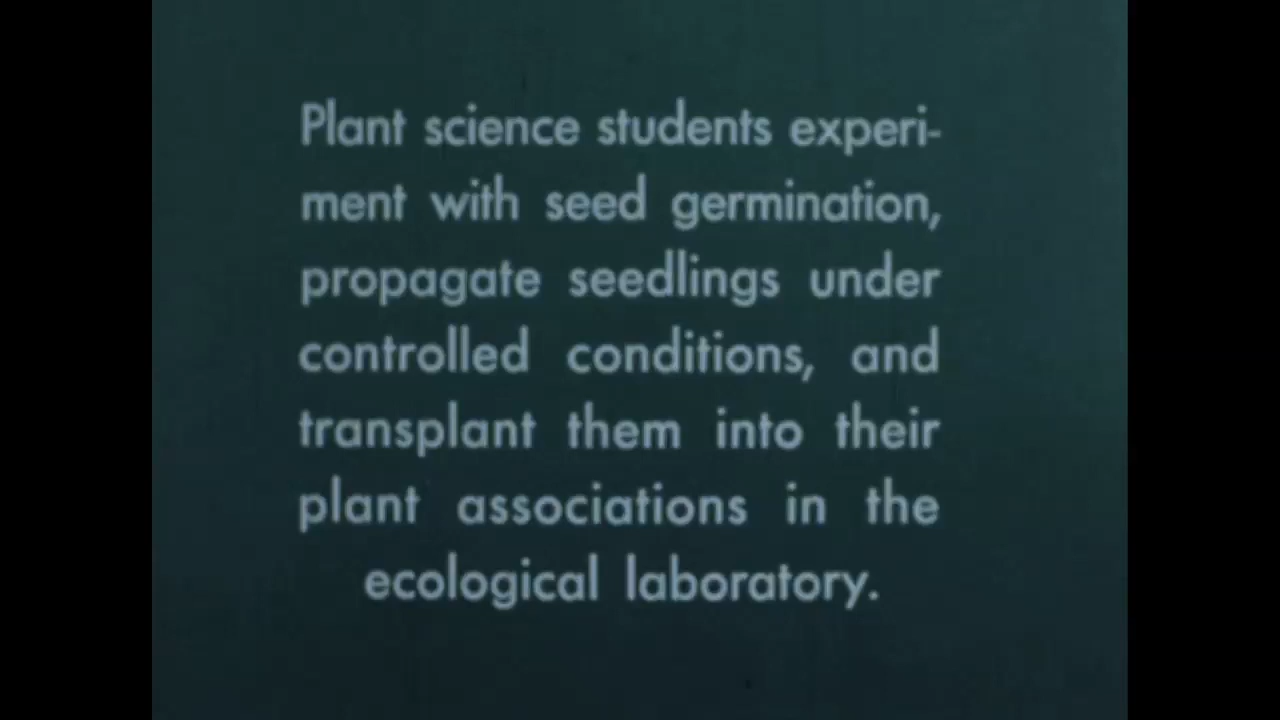 Plant science students experi-
ment with seed germination,
propagate seedlings under
controlled conditions, and
transplant them into their
plant associations in the
ecological laboratory.